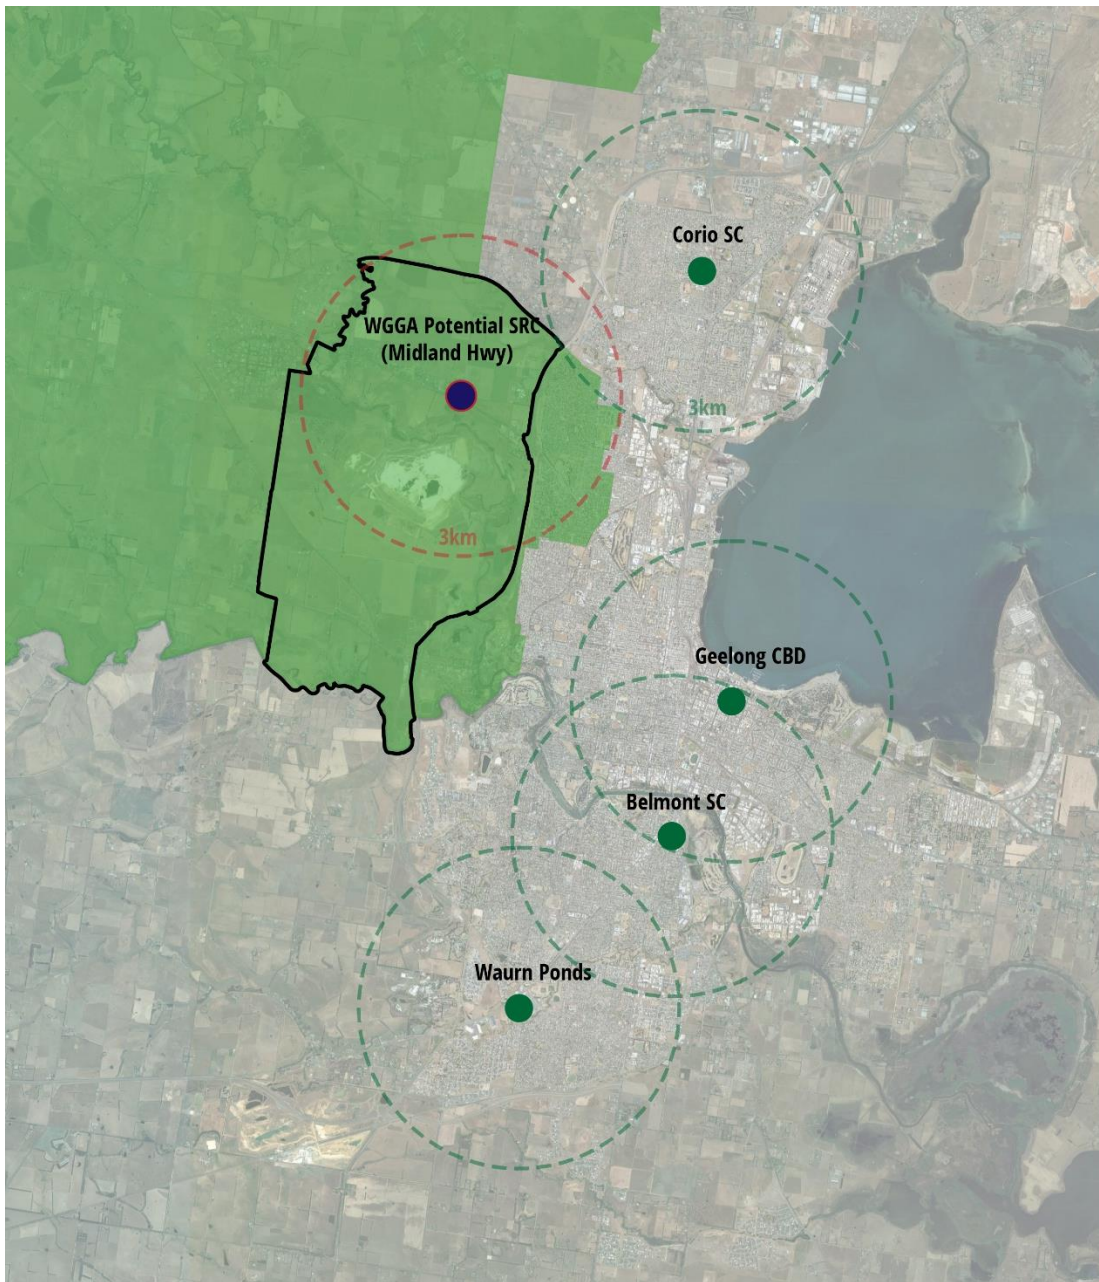 Corio SC
WGGA Potential SRC
(Midland Hwy)
3km
3km
Geelong CBD
Belmont SC
Waurn Ponds